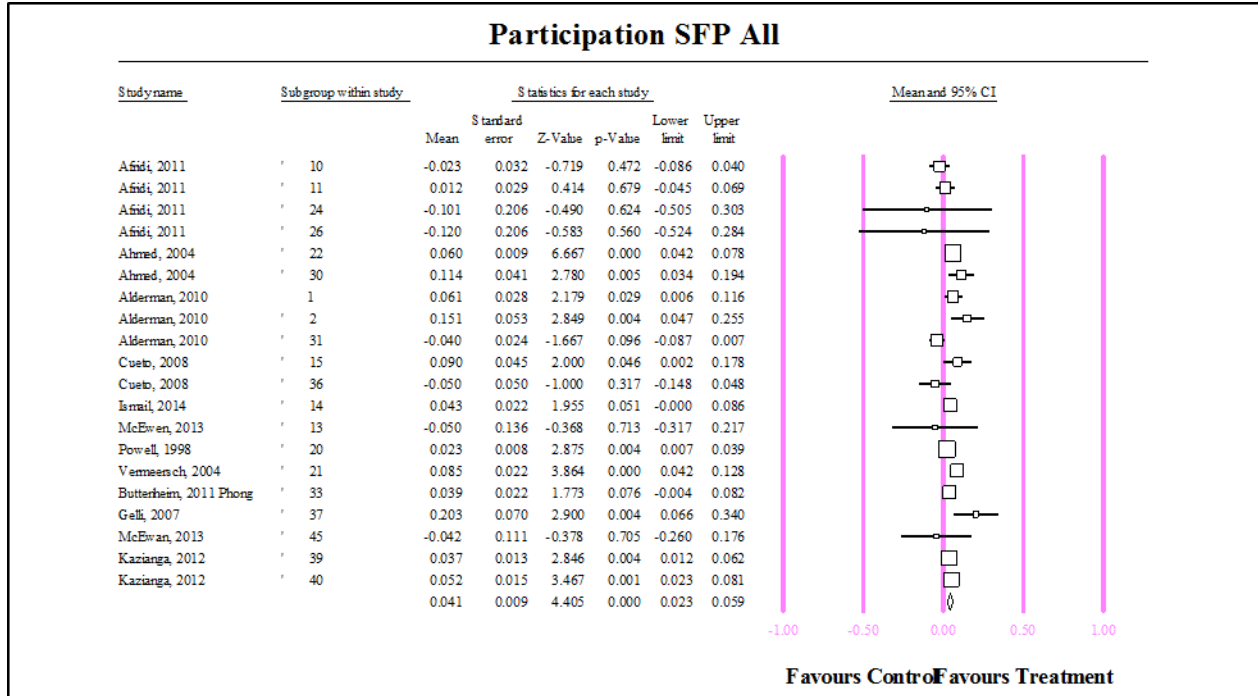 Participation SFP All
Study name Subgroup within study Statistics for each study Mean and 95% CI
Standard Lower Upper
Mean error Z-Value p-Value limit limit
Afridi, 2011 ' 10 -0.023 0.032 -0.719 0.472 -0.086 0.040
Afridi, 2011 ' 11 0.012 0.029 0.414 0.679 -0.045 0.069
Afridi, 2011 ' 24 -0.101 0.206 -0.490 0.624 -0.505 0.303
Afridi, 2011 ' 26 -0.120 0.206 -0.583 0.560 -0.524 0.284
Ahmed, 2004 ' 22 0.060 0.009 6.667 0.000 0.042 0.078
Ahmed, 2004 ' 30 0.114 0.041 2.780 0.005 0.034 0.194
Alderman, 2010 1 0.061 0.028 2.179 0.029 0.006 0.116
Alderman, 2010 ' 2 0.151 0.053 2.849 0.004 0.047 0.255
Alderman, 2010 ' 31 -0.040 0.024 -1.667 0.096 -0.087 0.007
Cueto, 2008 ' 15 0.090 0.045 2.000 0.046 0.002 0.178
Cueto, 2008 ' 36 -0.050 0.050 -1.000 0.317 -0.148 0.048
Ismail, 2014 ' 14 0.043 0.022 1.955 0.051 -0.000 0.086
McEwen, 2013 ' 13 -0.050 0.136 -0.368 0.713 -0.317 0.217
Powell, 1998 ' 20 0.023 0.008 2.875 0.004 0.007 0.039
Vermeersch, 2004 ' 21 0.085 0.022 3.864 0.000 0.042 0.128
Buttenheim, 2011 Phong ' 33 0.039 0.022 1.773 0.076 -0.004 0.082
Gelli, 2007 ' 37 0.203 0.070 2.900 0.004 0.066 0.340
McEwan, 2013 ' 45 -0.042 0.111 -0.378 0.705 -0.260 0.176
Kazianga, 2012 ' 39 0.037 0.013 2.846 0.004 0.012 0.062
Kazianga, 2012 ' 40 0.052 0.015 3.467 0.001 0.023 0.081
0.041 0.009 4.405 0.000 0.023 0.059
-1.00 -0.50 0.00 0.50 1.00
Favours Control Favours Treatment